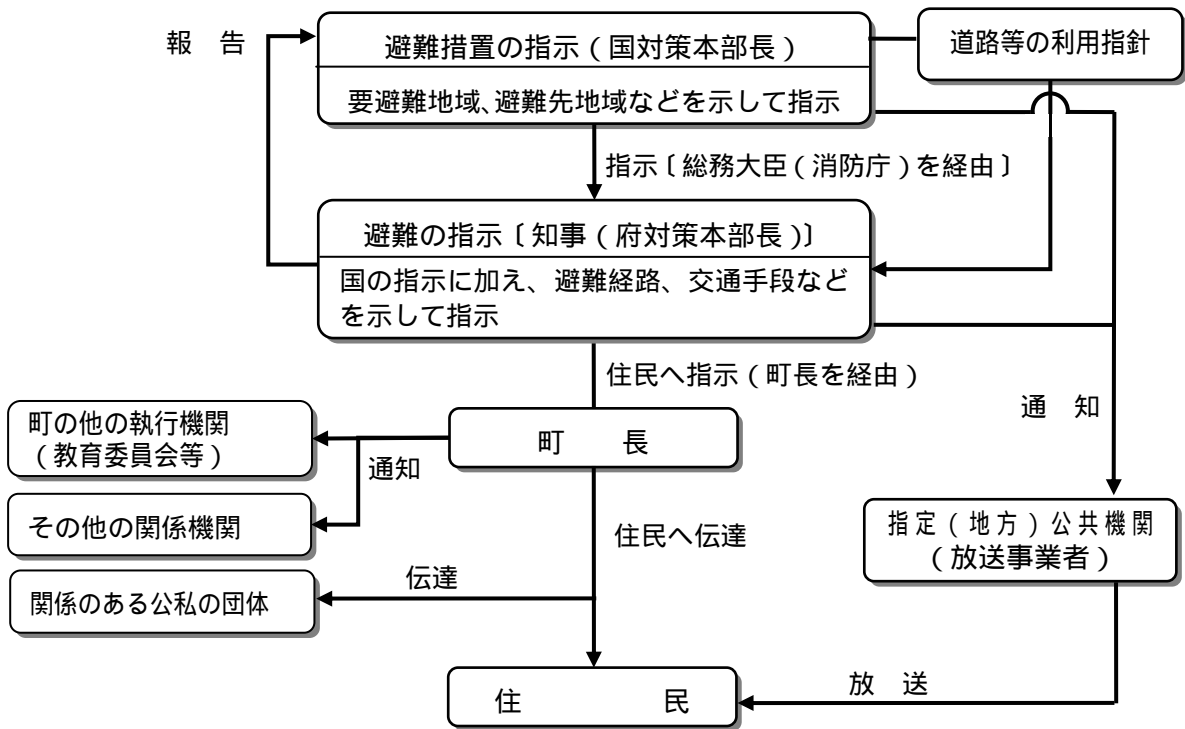 報　告
避難措置の指示（国対策本部長）
道路等の利用指針
要避難地域、避難先地域などを示して指示
指示〔総務大臣（消防庁）を経由〕
避難の指示〔知事（府対策本部長）〕
国の指示に加え、避難経路、交通手段など
を示して指示
住民へ指示（町長を経由）
通　知
町の他の執行機関
（教育委員会等）
町　　長
通知
その他の関係機関
住民へ伝達
指定（地方）公共機関
（放送事業者）
伝達
関係のある公私の団体
住　　　　民
放　送